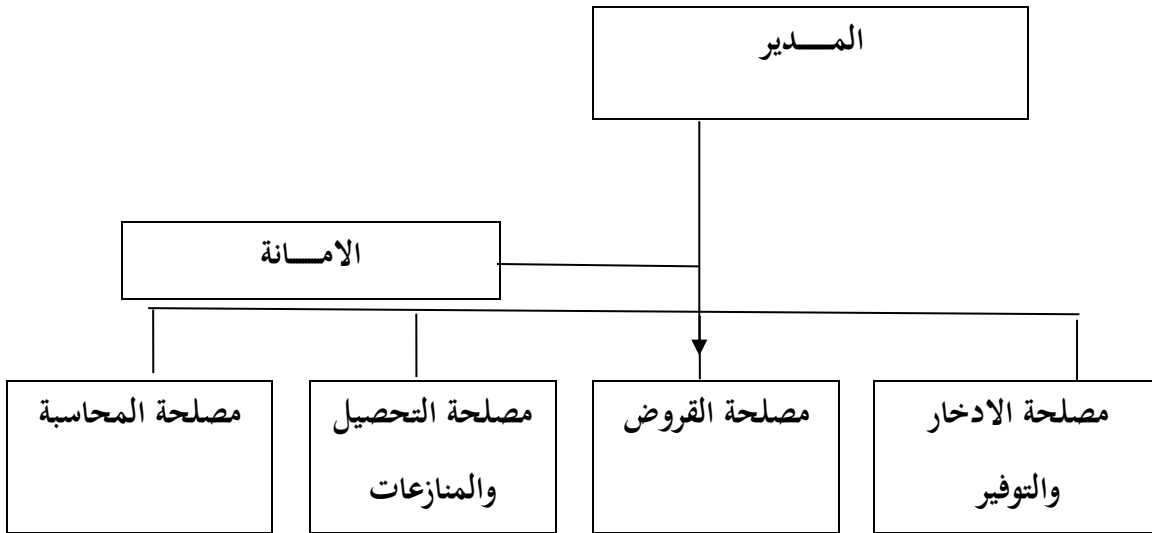 المـــدير
الامـــانة
مصلحة الادخار
والتوفير
مصلحة القروض
مصلحة التحصيل
والمنازعات
مصلحة المحاسبة